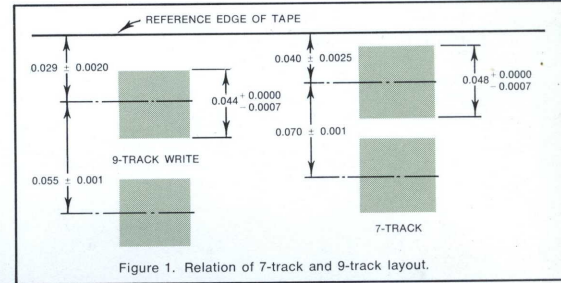 REFERENCE EDGE OF TAPE
0.029 ± 0.0020
0.044 + 0.0000
− 0.0007
9-TRACK WRITE
0.055 ± 0.001
0.040 ± 0.0025
0.048 + 0.0000
− 0.0007
0.070 ± 0.001
7-TRACK
Figure 1. Relation of 7-track and 9-track layout.